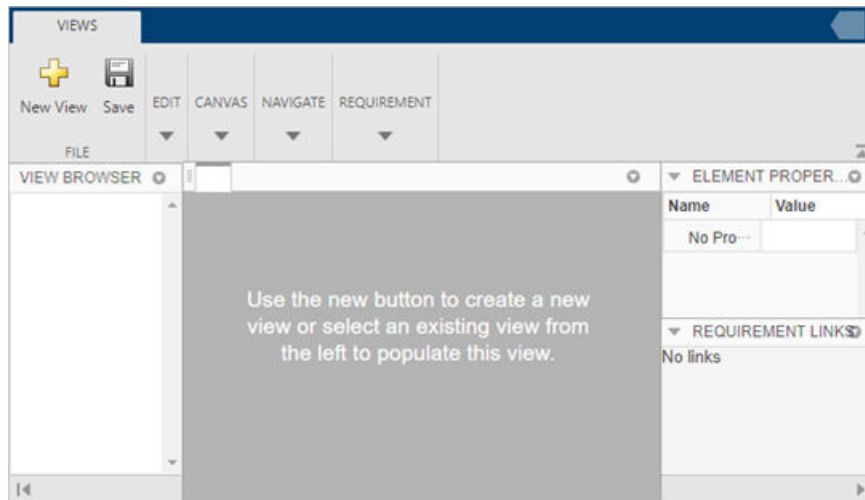 VIEWS
New View
Save
EDIT
CANVAS
NAVIGATE
REQUIREMENT
FILE
VIEW BROWSER
ELEMENT PROPER...
Name Value
No Pro...
Use the new button to create a new
view or select an existing view from
the left to populate this view.
REQUIREMENT LINKS
No links